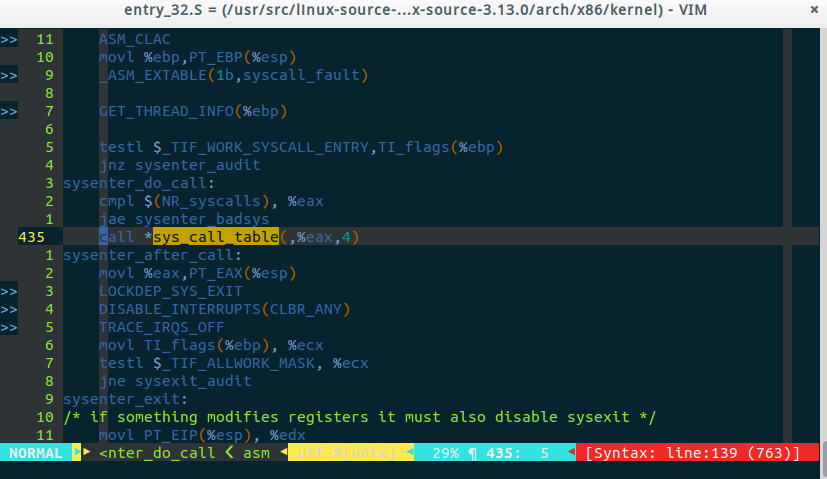 entry_32.S = (/usr/src/lInux-source-...x-source-3.13.0/arch/x86/kernel) - VIM ×
>> 11 ASM_CLAC
10 movl %ebp,PT_EBP(%esp)
>> 9 _ASM_EXTABLE(1b,syscall_fault)
8
>> 7 GET_THREAD_INFO(%ebp)
6
5 testl $_TIF_WORK_SYSCALL_ENTRY,TI_flags(%ebp)
4 jnz sysenter_audit
3 sysenter_do_call:
2 cmpl $(NR_syscalls), %eax
1 jae sysenter_badsys
435 call *sys_call_table(,%eax,4)
1 sysenter_after_call:
2 movl %eax,PT_EAX(%esp)
>> 3 LOCKDEP_SYS_EXIT
>> 4 DISABLE_INTERRUPTS(CLBR_ANY)
>> 5 TRACE_IRQS_OFF
6 movl TI_flags(%ebp), %ecx
7 testl $_TIF_ALLWORK_MASK, %ecx
8 jne sysexit_audit
9 sysenter_exit:
10 /* if something modifies registers it must also disable sysexit */
11 movl PT_EIP(%esp), %edx
NORMAL <nter_do_call ❮ asm utf-8[unix] 29% ¶ 435: 5 [Syntax: line:139 (763)]